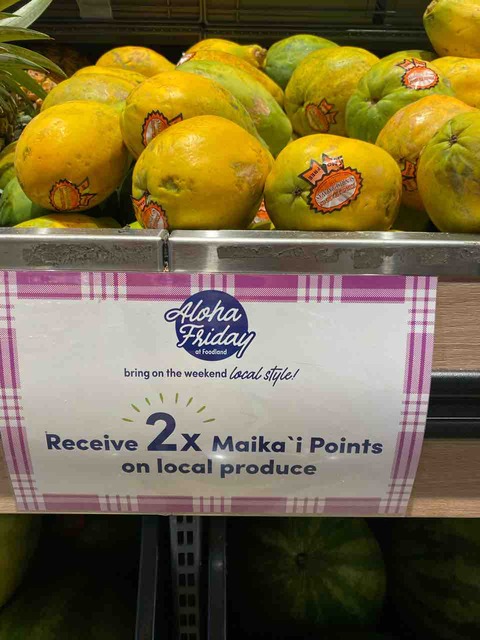 Aloha
Friday
at Foodland
bring on the weekend local style!
Receive 2x Maika`i Points
on local produce